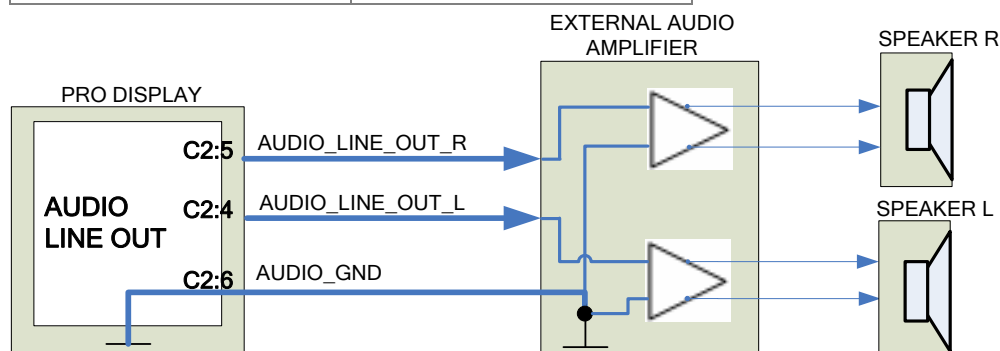 EXTERNAL AUDIO
AMPLIFIER
SPEAKER R
PRO DISPLAY
C2:5
AUDIO_LINE_OUT_R
AUDIO
LINE OUT
C2:4
AUDIO_LINE_OUT_L
SPEAKER L
C2:6
AUDIO_GND